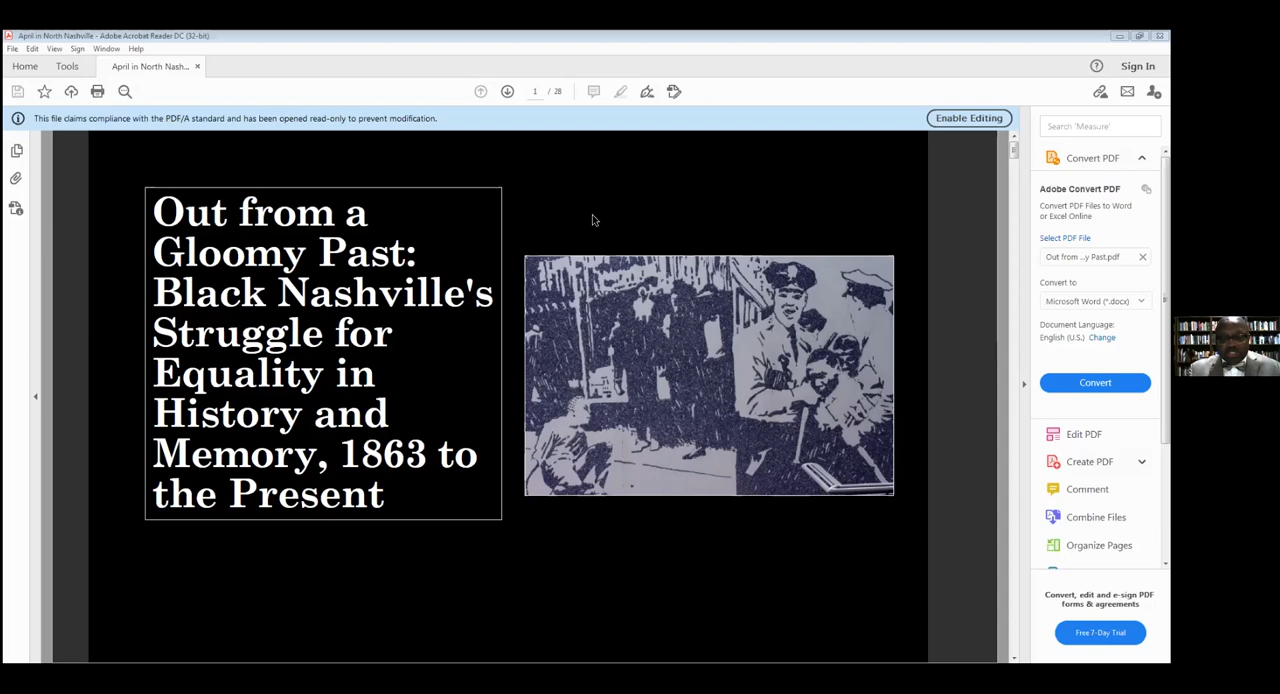 April in North Nashville - Adobe Acrobat Reader DC (32-bit)
File Edit View Sign Window Help
Home Tools April in North Nash... × Sign In
1 / 28
This file claims compliance with the PDF/A standard and has been opened read-only to prevent modification. Enable Editing
Out from a
Gloomy Past:
Black Nashville's
Struggle for
Equality in
History and
Memory, 1863 to
the Present
Search 'Measure'
Convert PDF
Adobe Convert PDF
Convert PDF Files to Word
or Excel Online
Select PDF File
Out from ...y Past.pdf
Convert to
Microsoft Word (*.docx)
Document Language:
English (U.S.) Change
Convert
Edit PDF
Create PDF
Comment
Combine Files
Organize Pages
Convert, edit and e-sign PDF
forms & agreements
Free 7-Day Trial